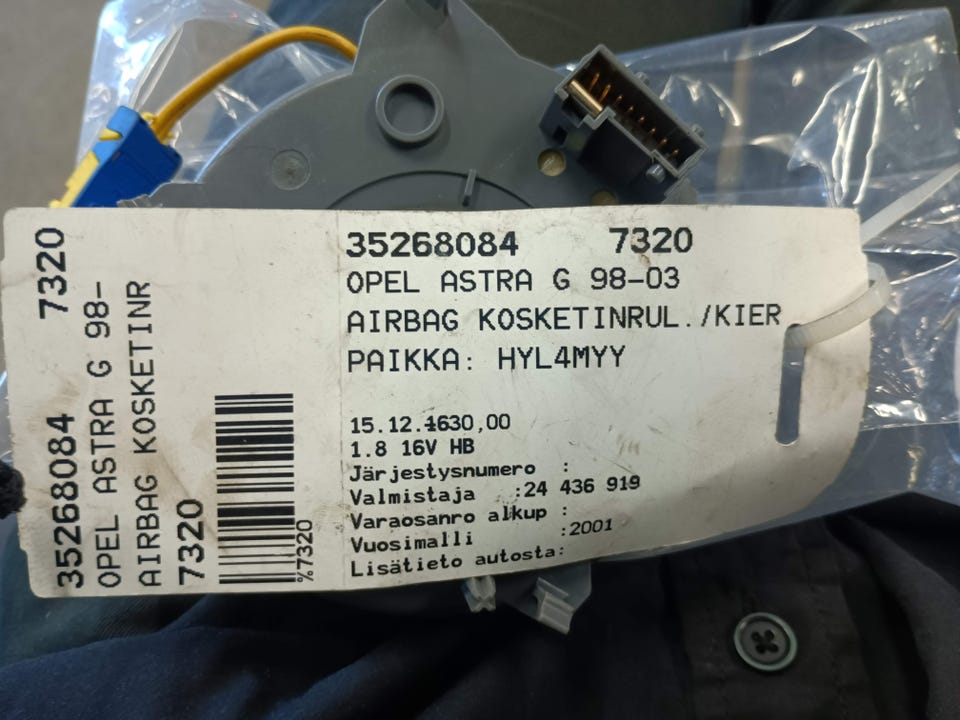 35268084 7320
OPEL ASTRA G 98-
AIRBAG KOSKETINR
7320
%7320
35268084 7320
OPEL ASTRA G 98-03
AIRBAG KOSKETINRUL./KIER
PAIKKA: HYL4MYY
15.12.1630,00
1.8 16V HB
Järjestysnumero :
Valmistaja :24 436 919
Varaosanro alkup :
Vuosimalli :2001
Lisätieto autosta: